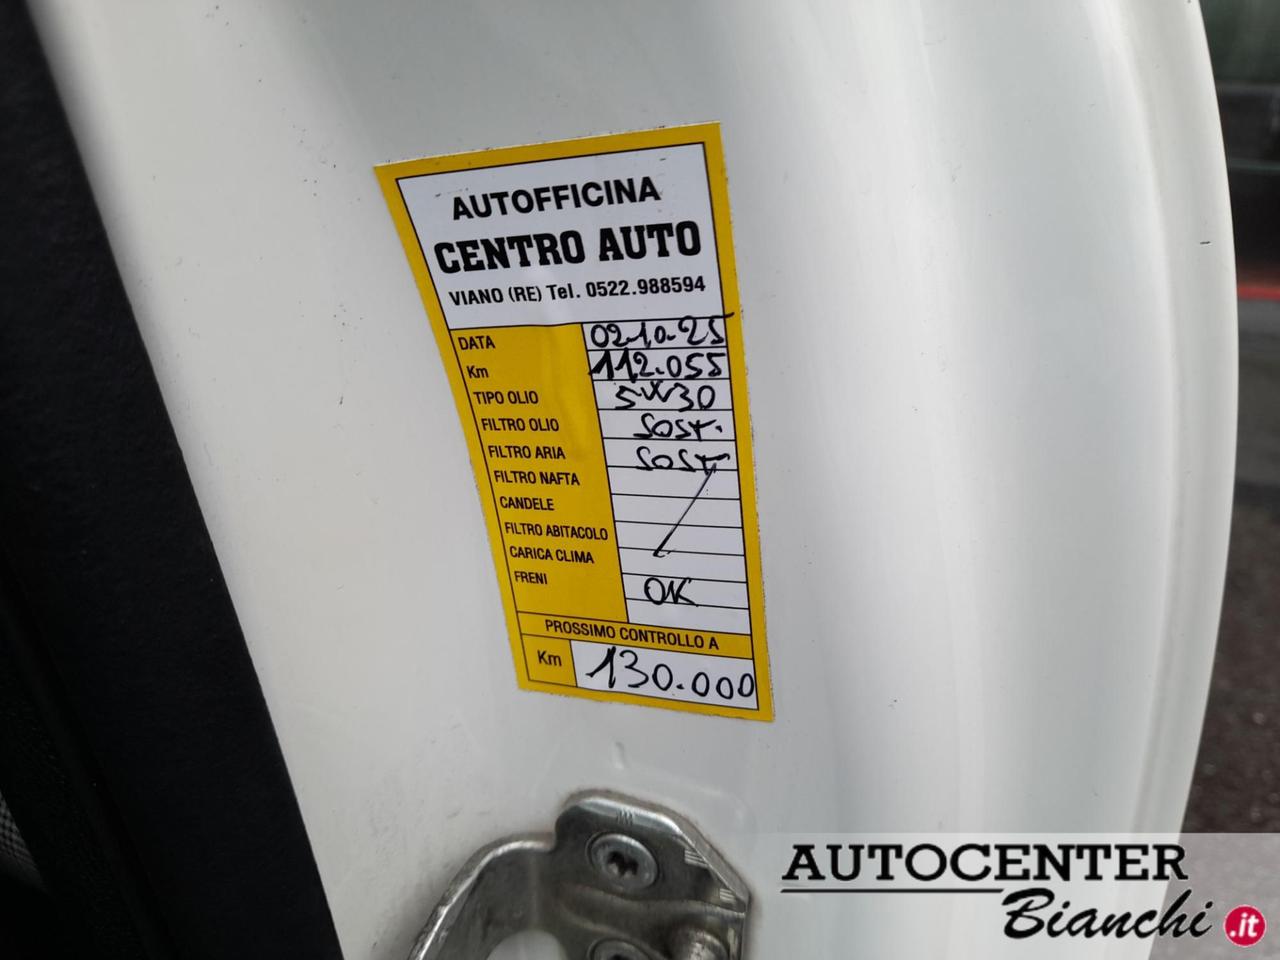 AUTOFFICINA
CENTRO AUTO
VIANO (RE) Tel. 0522.988594
DATA 02.10.25
Km 112.055
TIPO OLIO 5W30
FILTRO OLIO SOST.
FILTRO ARIA SOST
FILTRO NAFTA
CANDELE
FILTRO ABITACOLO
CARICA CLIMA
FRENI OK
PROSSIMO CONTROLLO A
Km 130.000
AUTOCENTER
Bianchi.it